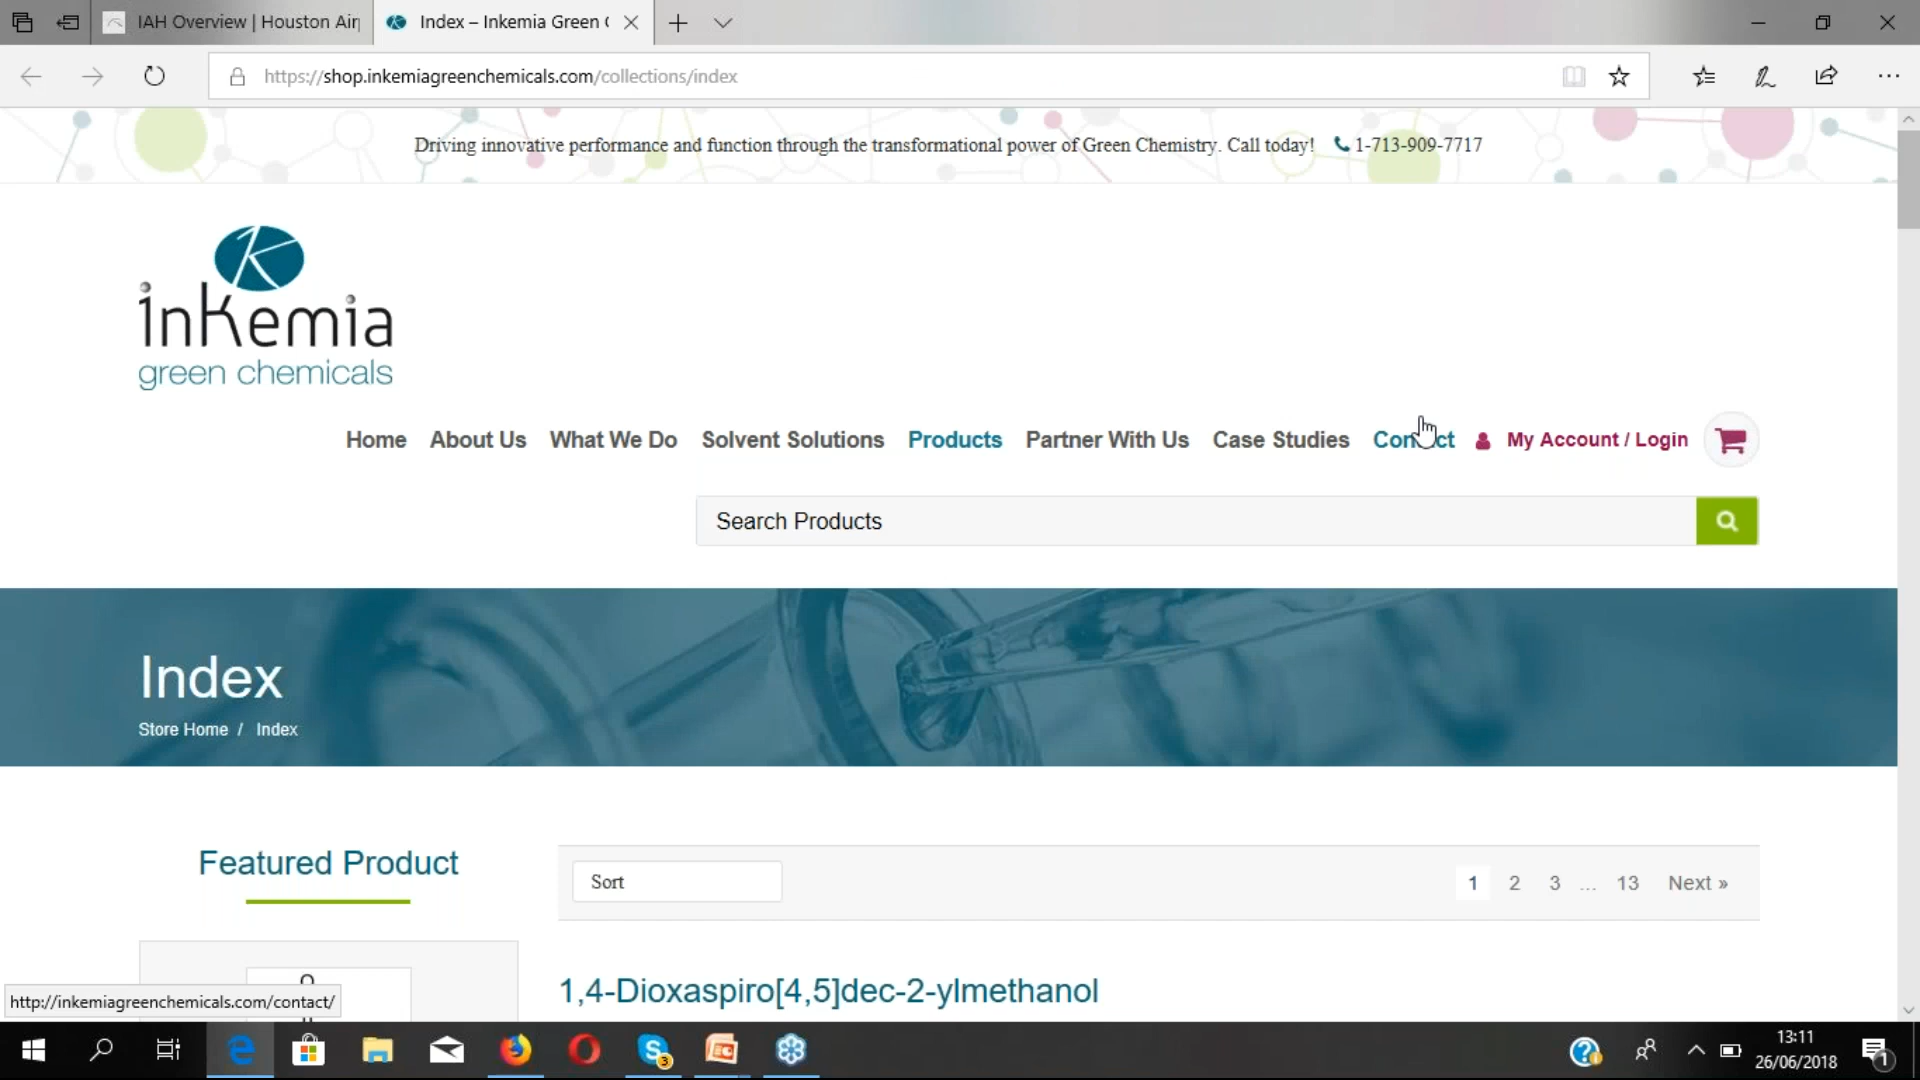 IAH Overview | Houston Air
Index – Inkemia Green
https://shop.inkemiagreenchemicals.com/collections/index
Driving innovative performance and function through the transformational power of Green Chemistry. Call today! 1-713-909-7717
inkemia
green chemicals
Home About Us What We Do Solvent Solutions Products Partner With Us Case Studies Contact My Account / Login
Search Products
Index
Store Home / Index
Featured Product
Sort
1 2 3 ... 13 Next »
1,4-Dioxaspiro[4,5]dec-2-ylmethanol
http://inkemiagreenchemicals.com/contact/
3
13:11
26/06/2018
1